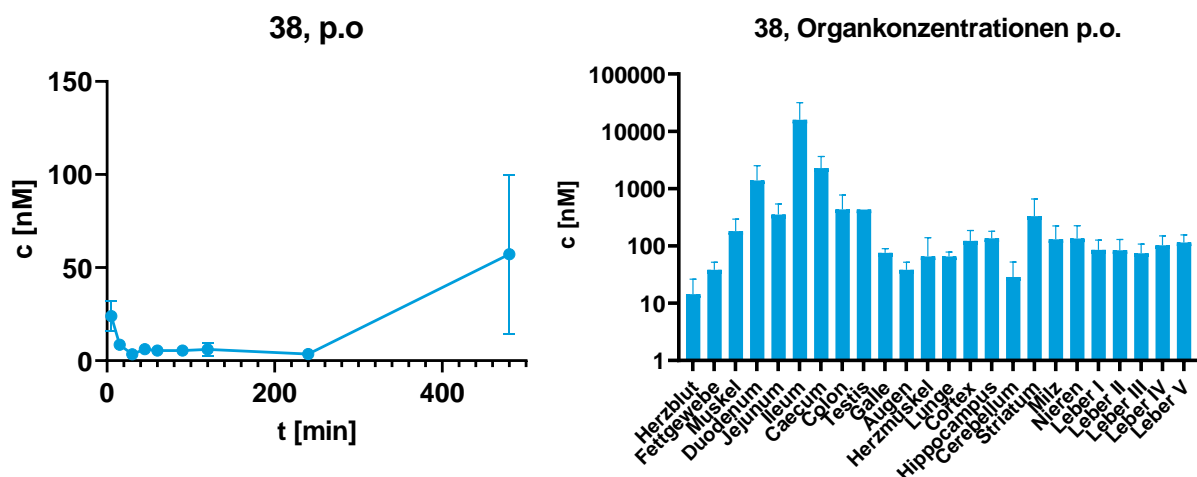 38, p.o
c [nM]
150
100
50
0
0
200
400
t [min]
38, Organkonzentrationen p.o.
c [nM]
100000
10000
1000
100
10
1
Herzblut
Fettgewebe
Muskel
Duodenum
Jejunum
Ileum
Caecum
Colon
Testis
Galle
Augen
Herzmuskel
Lunge
Cortex
Hippocampus
Cerebellum
Striatum
Milz
Nieren
Leber I
Leber II
Leber III
Leber IV
Leber V